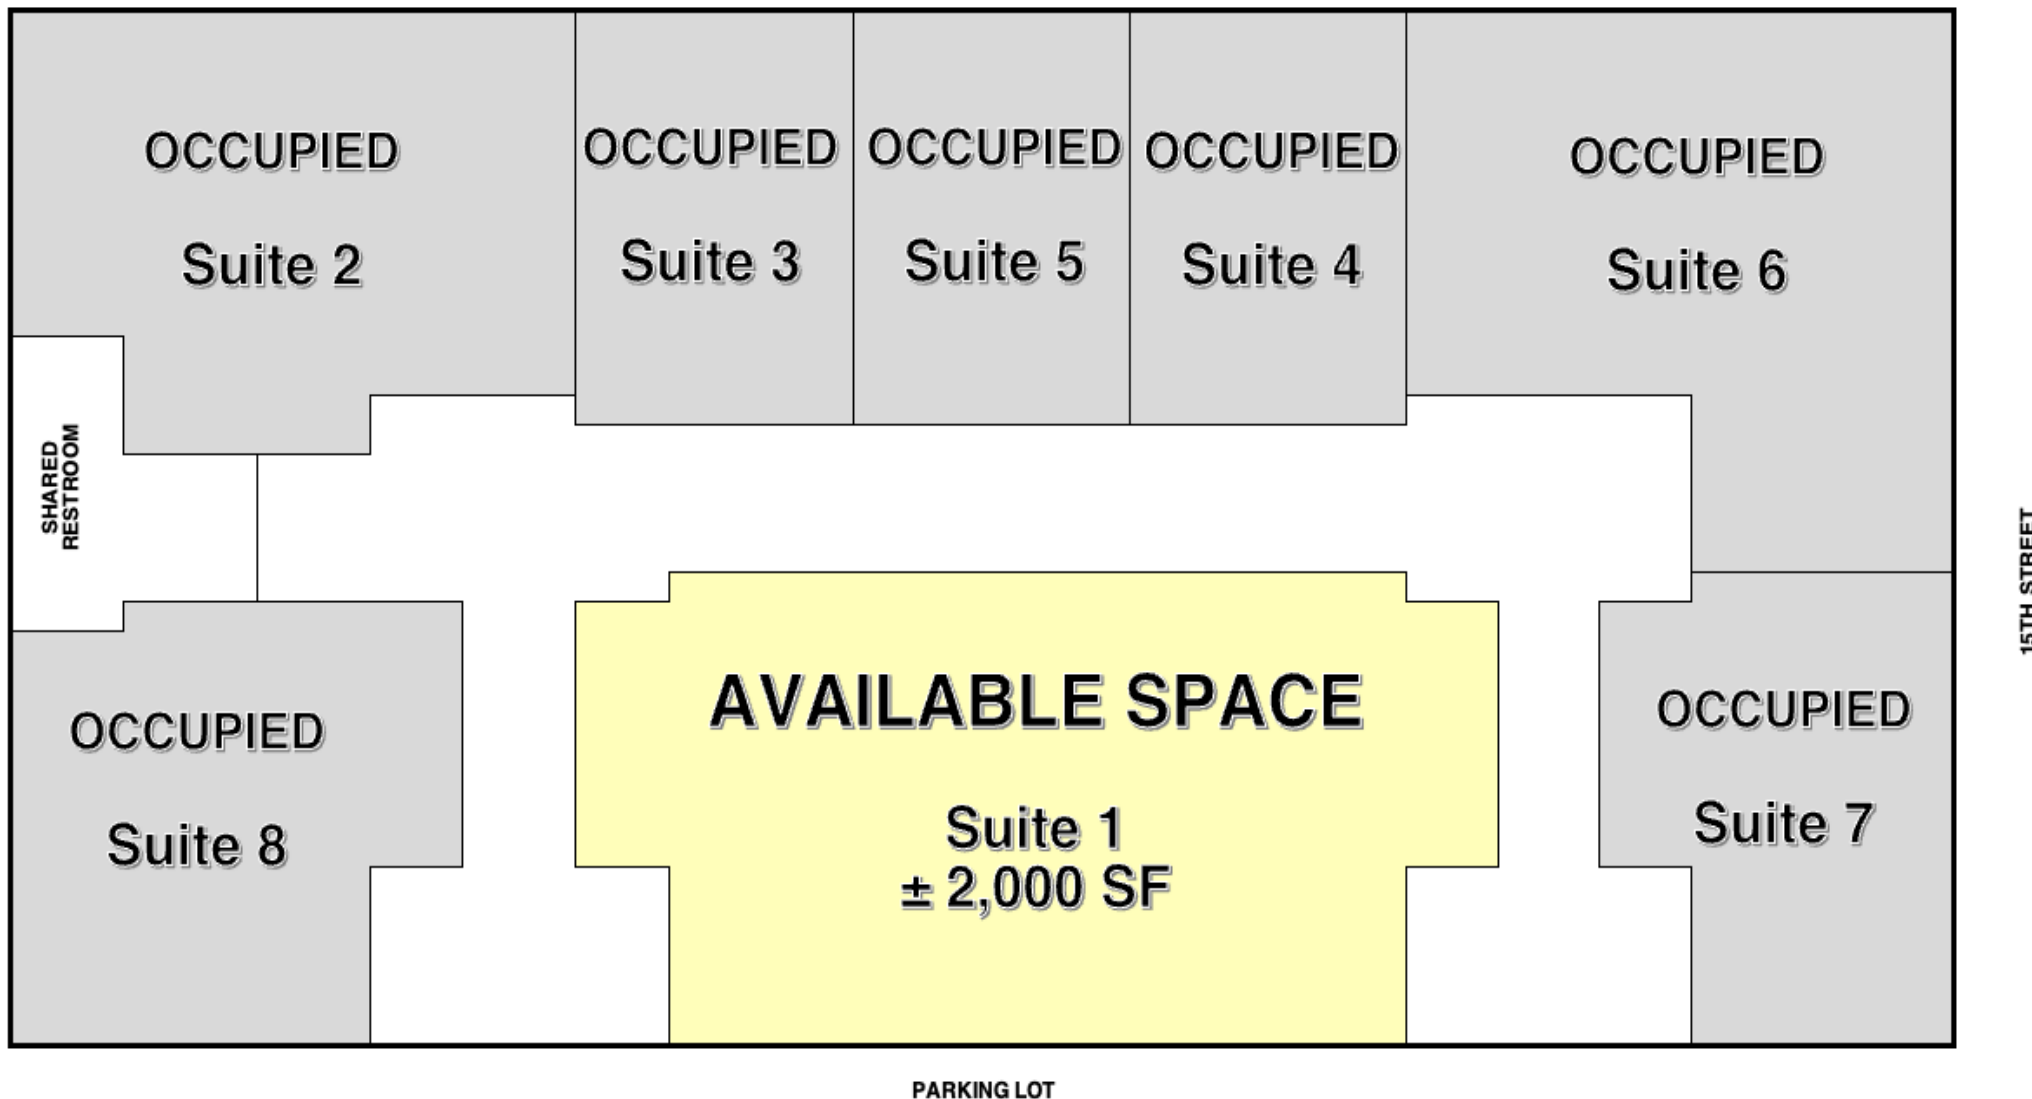 OCCUPIED
Suite 2
OCCUPIED
Suite 3
OCCUPIED
Suite 5
OCCUPIED
Suite 4
OCCUPIED
Suite 6
SHARED
RESTROOM
15TH STREET
OCCUPIED
Suite 8
AVAILABLE SPACE
Suite 1
± 2,000 SF
OCCUPIED
Suite 7
PARKING LOT